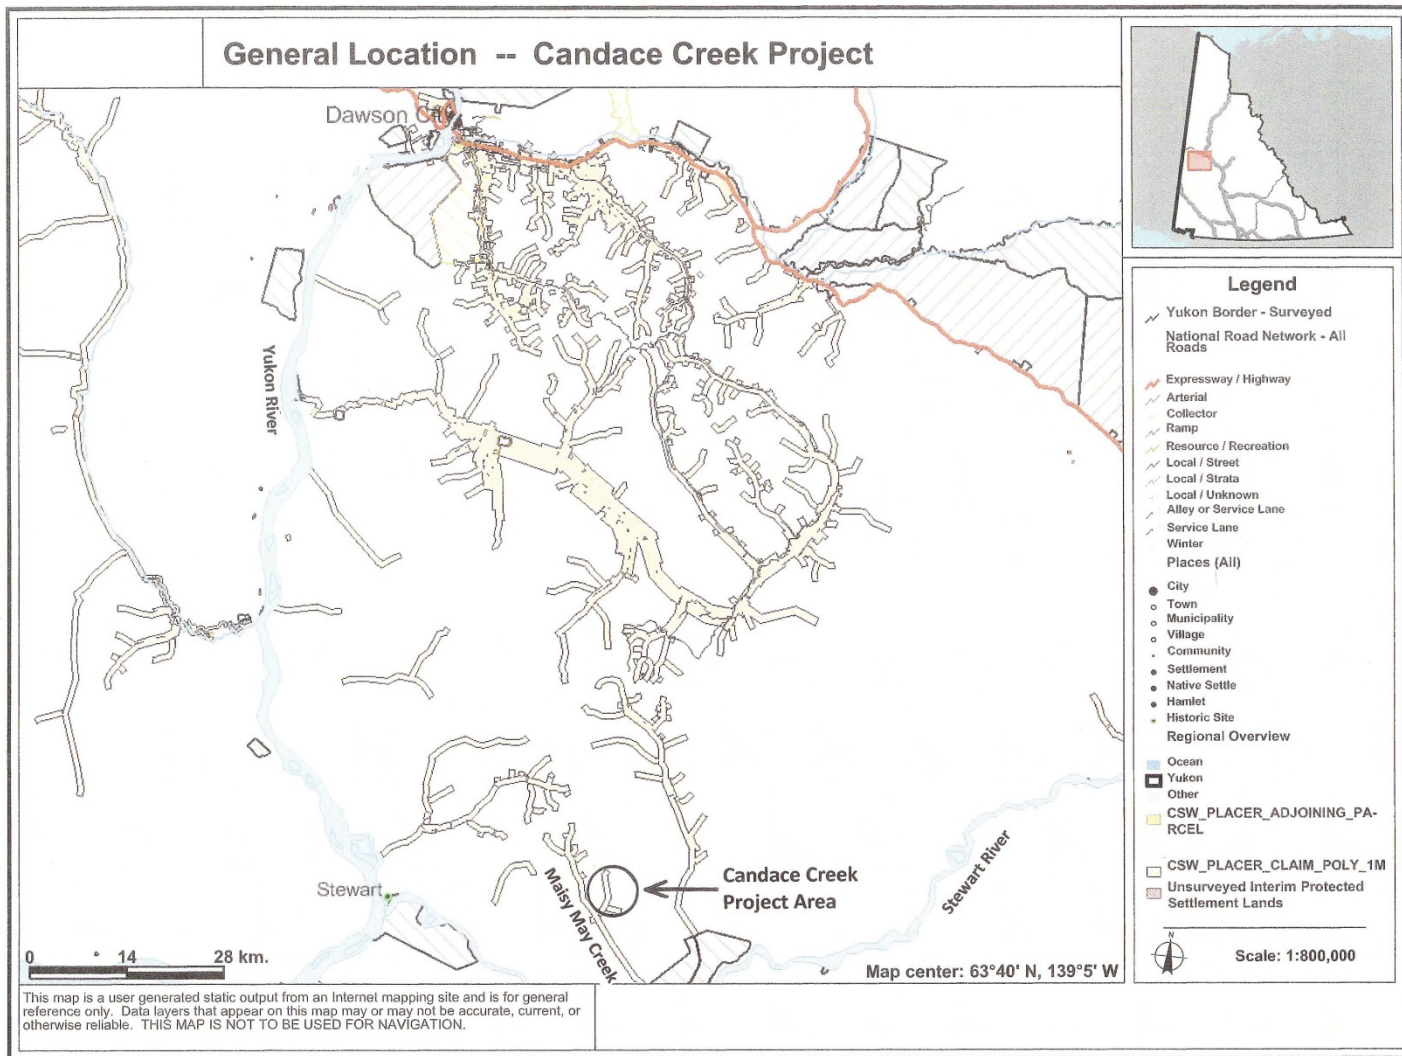 General Location -- Candace Creek Project
Dawson City
Yukon River
Stewart
Maisy May Creek
Candace Creek
Project Area
Stewart River
0 14 28 km.
Map center: 63°40' N, 139°5' W
This map is a user generated static output from an Internet mapping site and is for general
reference only. Data layers that appear on this map may or may not be accurate, current, or
otherwise reliable. THIS MAP IS NOT TO BE USED FOR NAVIGATION.
Legend
Yukon Border - Surveyed
National Road Network - All
Roads
Expressway / Highway
Arterial
Collector
Ramp
Resource / Recreation
Local / Street
Local / Strata
Local / Unknown
Alley or Service Lane
Service Lane
Winter
Places (All)
City
Town
Municipality
Village
Community
Settlement
Native Settle
Hamlet
Historic Site
Regional Overview
Ocean
Yukon
Other
CSW_PLACER_ADJOINING_PA-
RCEL
CSW_PLACER_CLAIM_POLY_1M
Unsurveyed Interim Protected
Settlement Lands
N
Scale: 1:800,000